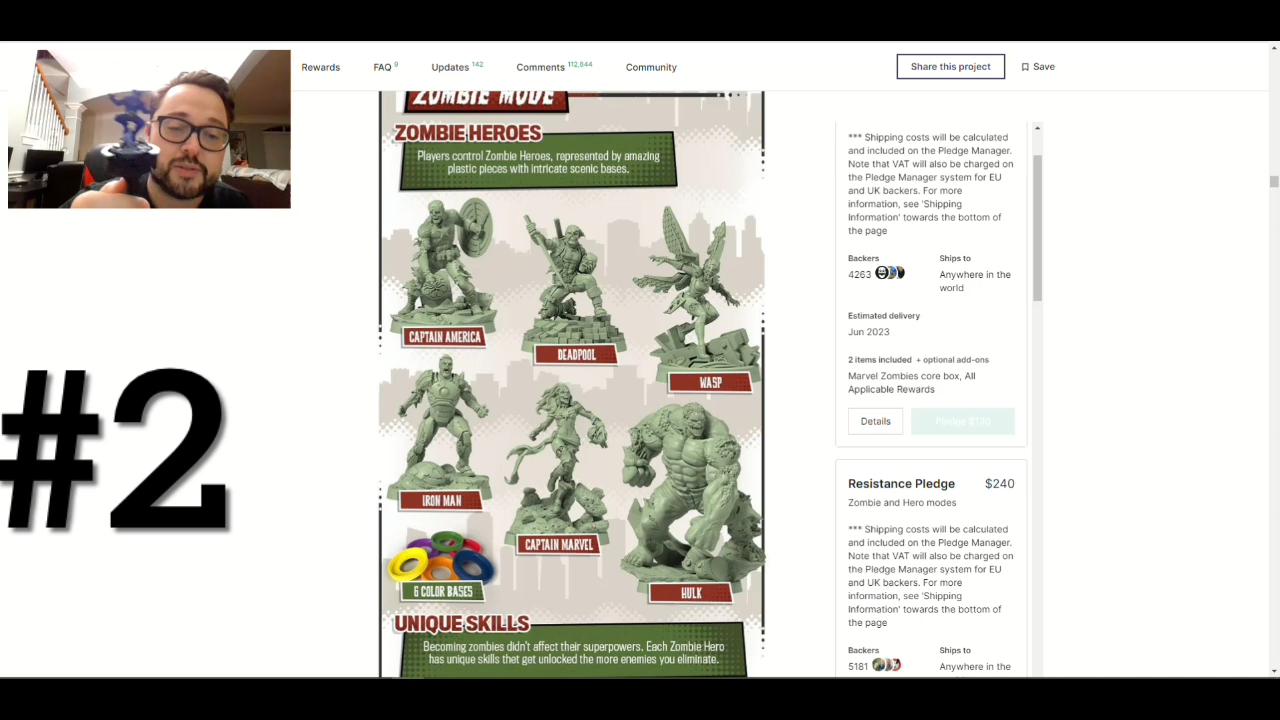 Rewards
FAQ 9
Updates 142
Comments 112,644
Community
Share this project
Save
#2
ZOMBIE MODE
ZOMBIE HEROES
Players control Zombie Heroes, represented by amazing
plastic pieces with intricate scenic bases.
CAPTAIN AMERICA
DEADPOOL
WASP
IRON MAN
CAPTAIN MARVEL
6 COLOR BASES
HULK
UNIQUE SKILLS
Becoming zombies didn't affect their superpowers. Each Zombie Hero
has unique skills that get unlocked the more enemies you eliminate.
*** Shipping costs will be calculated
and included on the Pledge Manager.
Note that VAT will also be charged on
the Pledge Manager system for EU
and UK backers. For more
information, see 'Shipping
Information' towards the bottom of
the page
Backers
4263
Ships to
Anywhere in the
world
Estimated delivery
Jun 2023
2 items included + optional add-ons
Marvel Zombies core box, All
Applicable Rewards
Details
Pledge $130
Resistance Pledge $240
Zombie and Hero modes
*** Shipping costs will be calculated
and included on the Pledge Manager.
Note that VAT will also be charged on
the Pledge Manager system for EU
and UK backers. For more
information, see 'Shipping
Information' towards the bottom of
the page
Backers
5181
Ships to
Anywhere in the